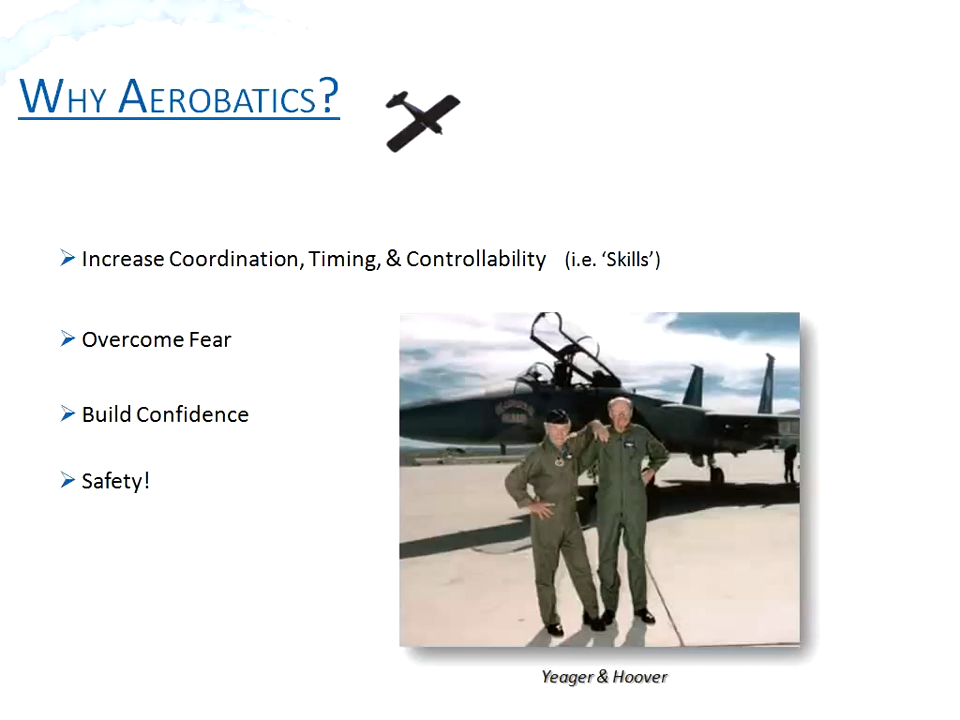 WHY AEROBATICS?
Increase Coordination, Timing, & Controllability (i.e. ‘Skills’)
Overcome Fear
Build Confidence
Safety!
Yeager & Hoover